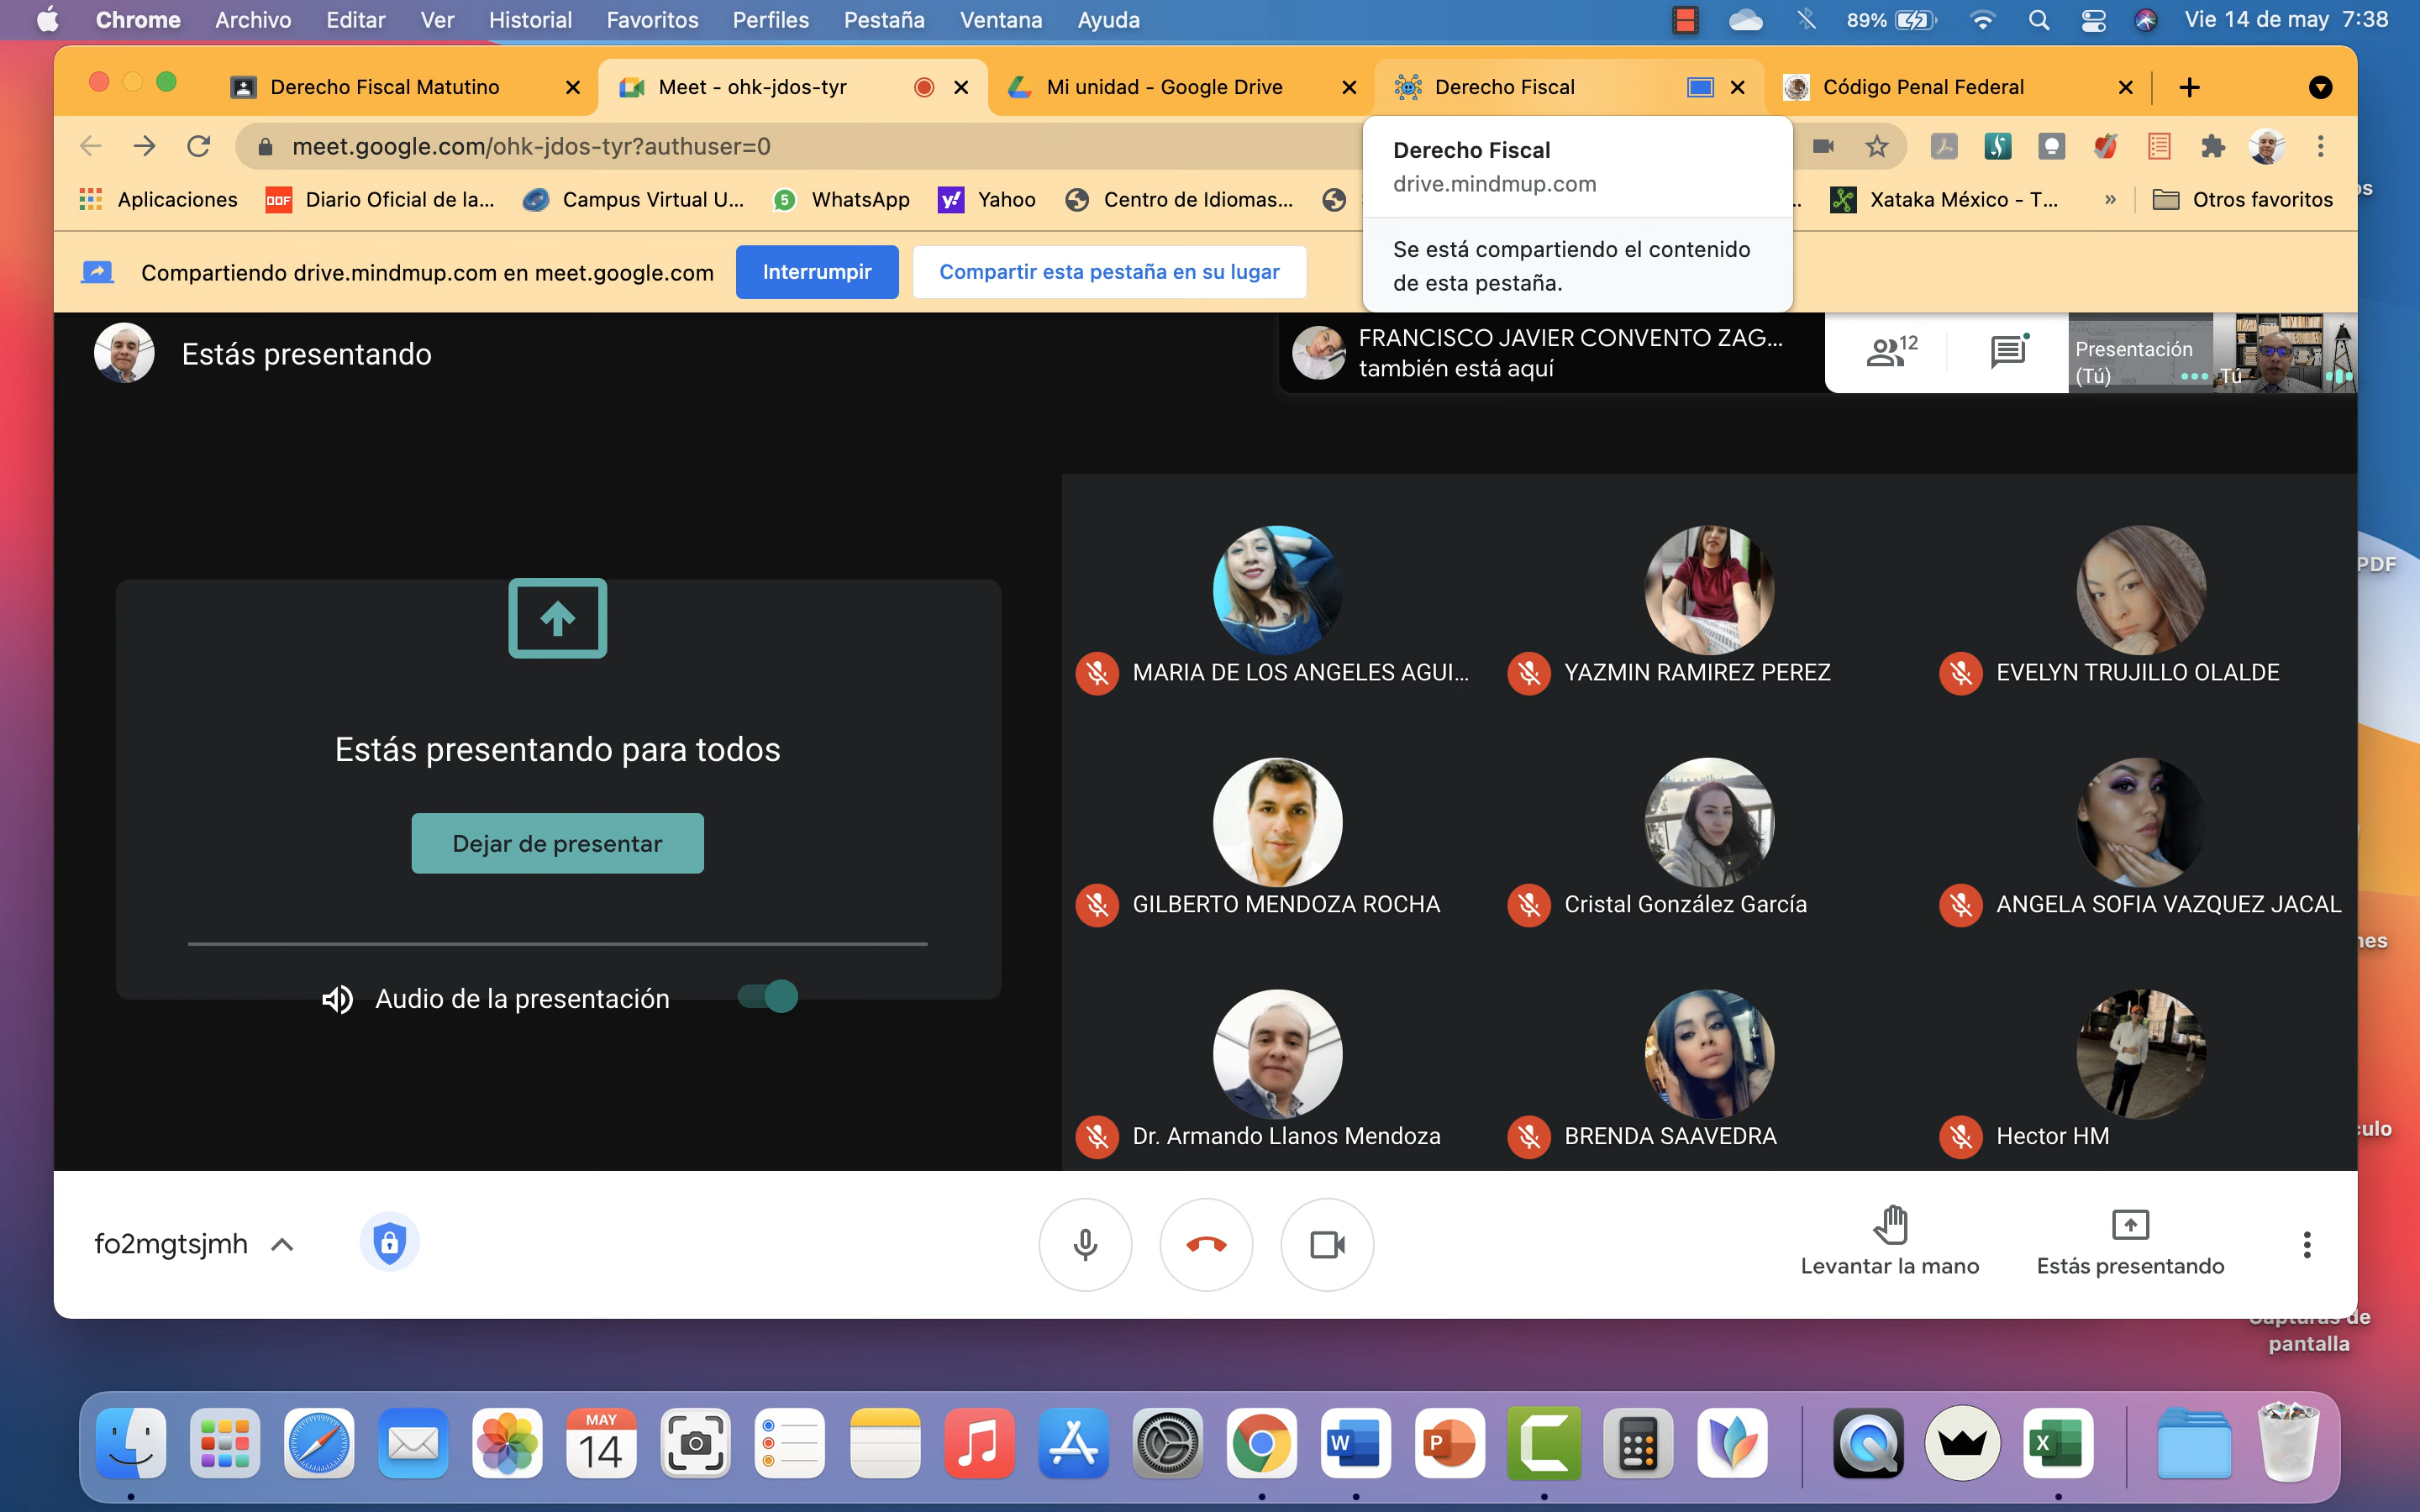 Chrome Archivo Editar Ver Historial Favoritos Perfiles Pestaña Ventana Ayuda 89% Vie 14 de may 7:38
Derecho Fiscal Matutino Meet - ohk-jdos-tyr Mi unidad - Google Drive Derecho Fiscal Código Penal Federal
meet.google.com/ohk-jdos-tyr?authuser=0
Derecho Fiscal
drive.mindmup.com
Se está compartiendo el contenido
de esta pestaña.
Aplicaciones DOF Diario Oficial de la... Campus Virtual U... 5 WhatsApp y! Yahoo Centro de Idiomas... Xataka México - T... » Otros favoritos
Compartiendo drive.mindmup.com en meet.google.com Interrumpir Compartir esta pestaña en su lugar
Estás presentando
FRANCISCO JAVIER CONVENTO ZAG...
también está aquí
12
Presentación
(Tú)
Tú
Estás presentando para todos
Dejar de presentar
Audio de la presentación
MARIA DE LOS ANGELES AGUI... YAZMIN RAMIREZ PEREZ EVELYN TRUJILLO OLALDE
GILBERTO MENDOZA ROCHA Cristal González García ANGELA SOFIA VAZQUEZ JACAL
Dr. Armando Llanos Mendoza BRENDA SAAVEDRA Hector HM
fo2mgtsjmh
Levantar la mano
Estás presentando
PDF
Capturas de
pantalla
MAY
14
W
P
X